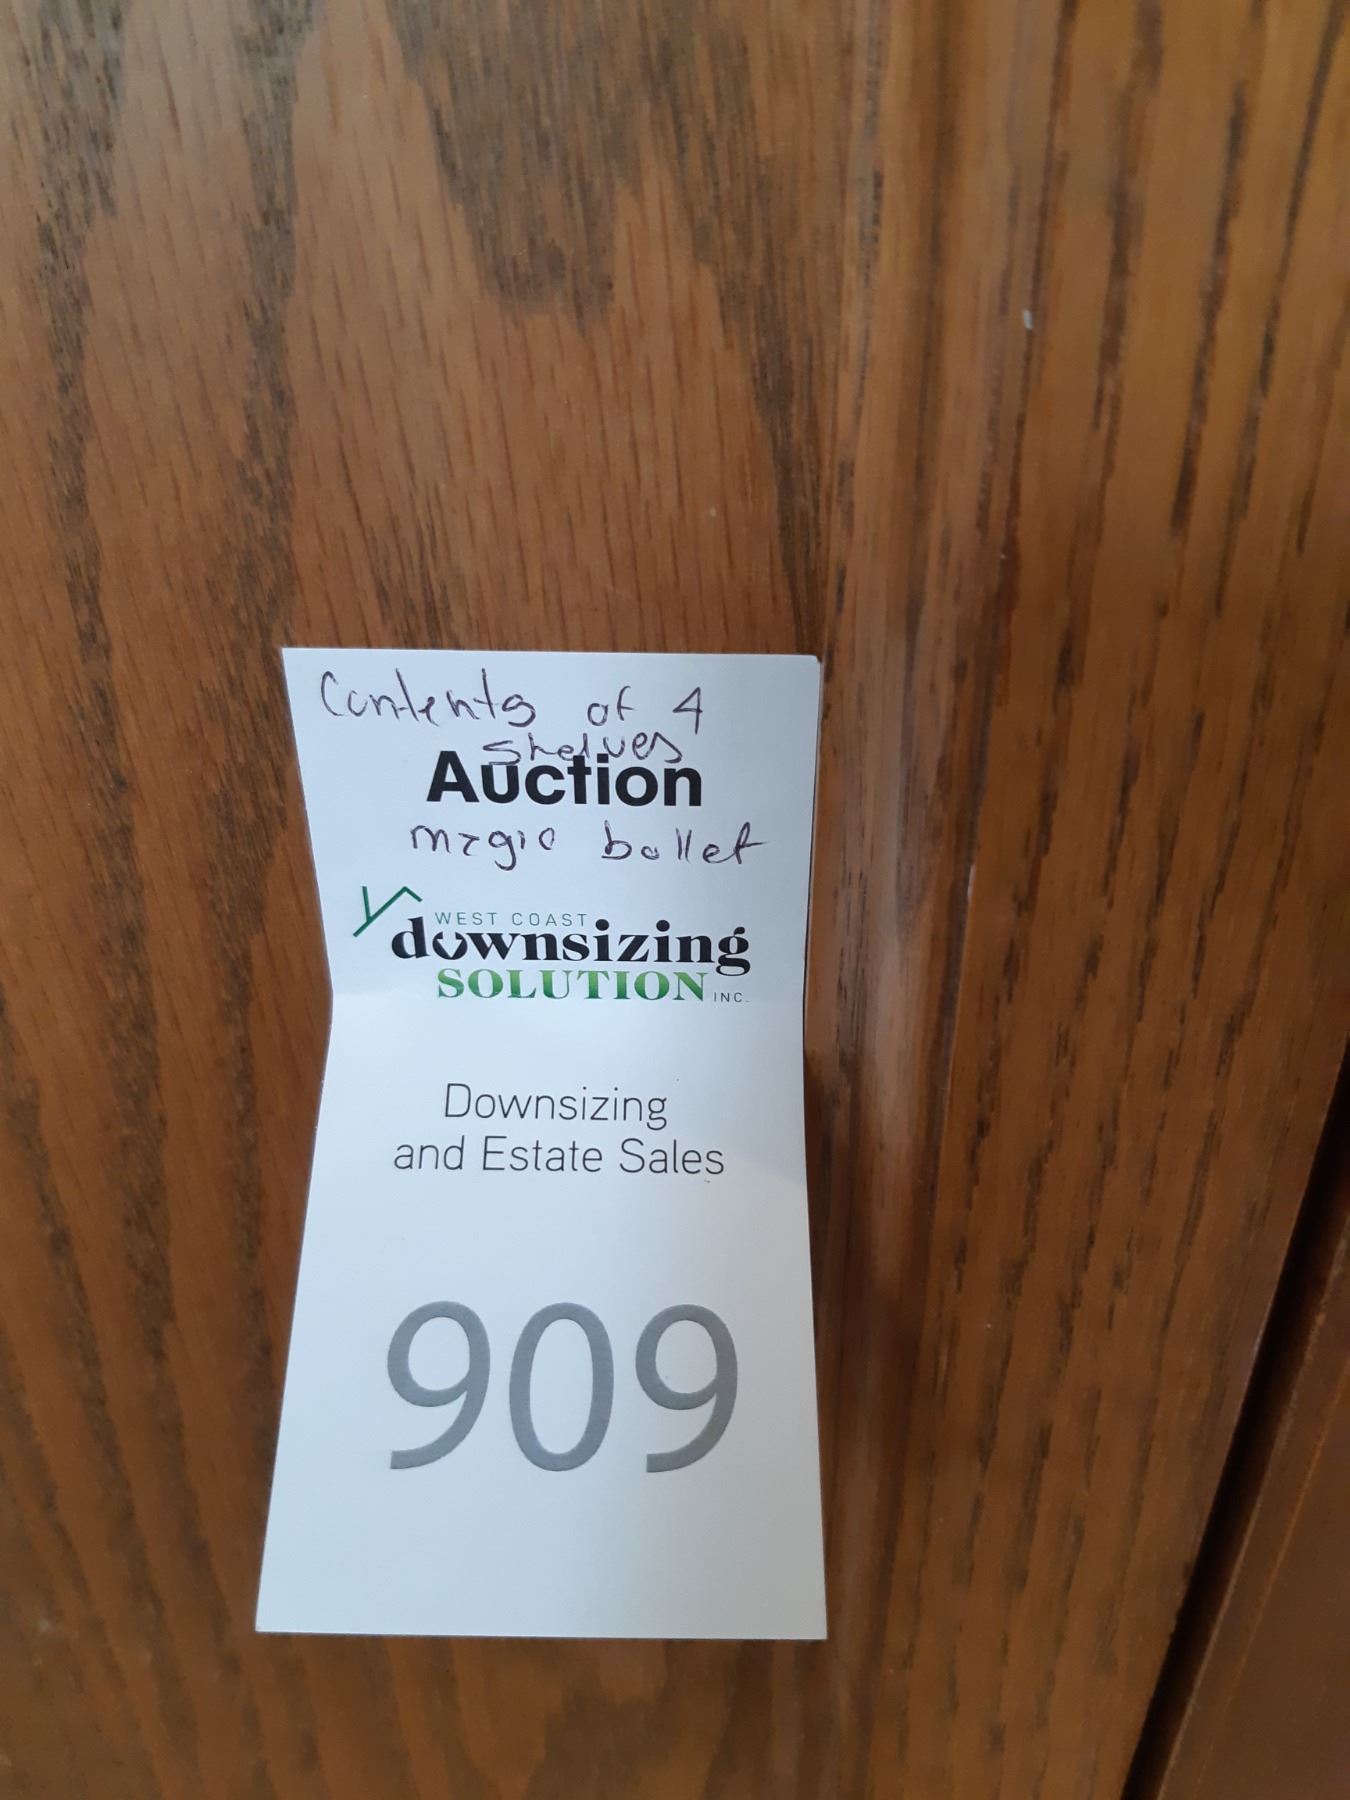 Contents of 4
shelves
Auction
magic bullet
WEST COAST
downsizing
SOLUTION INC.
Downsizing
and Estate Sales
909